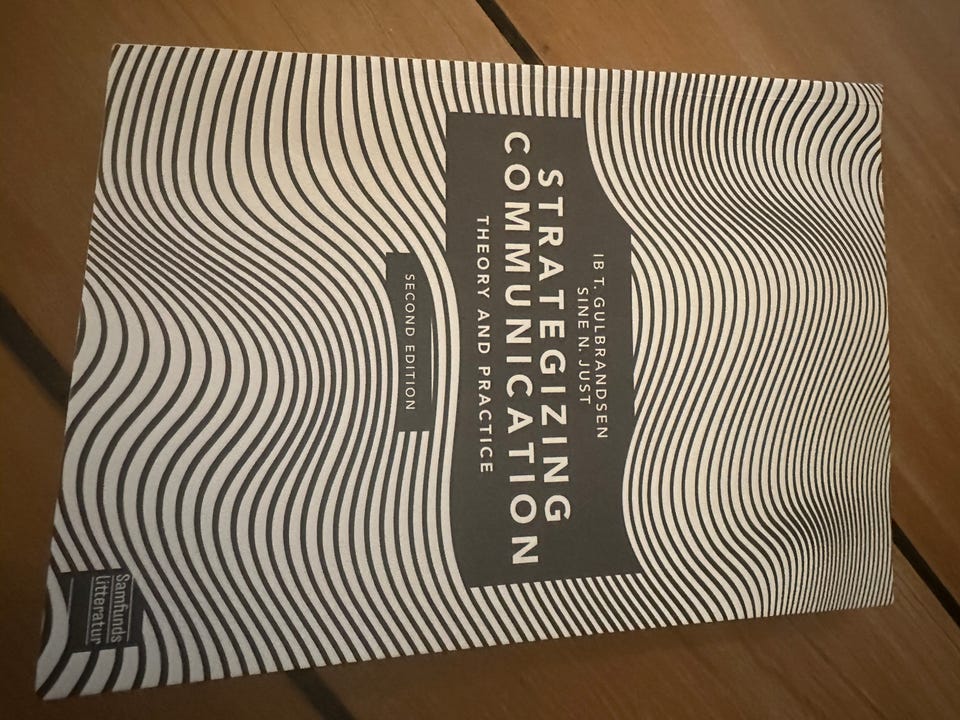 IB T. GULBRANDSEN
SINE N. JUST
STRATEGIZING
COMMUNICATION
THEORY AND PRACTICE
SECOND EDITION
Samfunds
litteratur